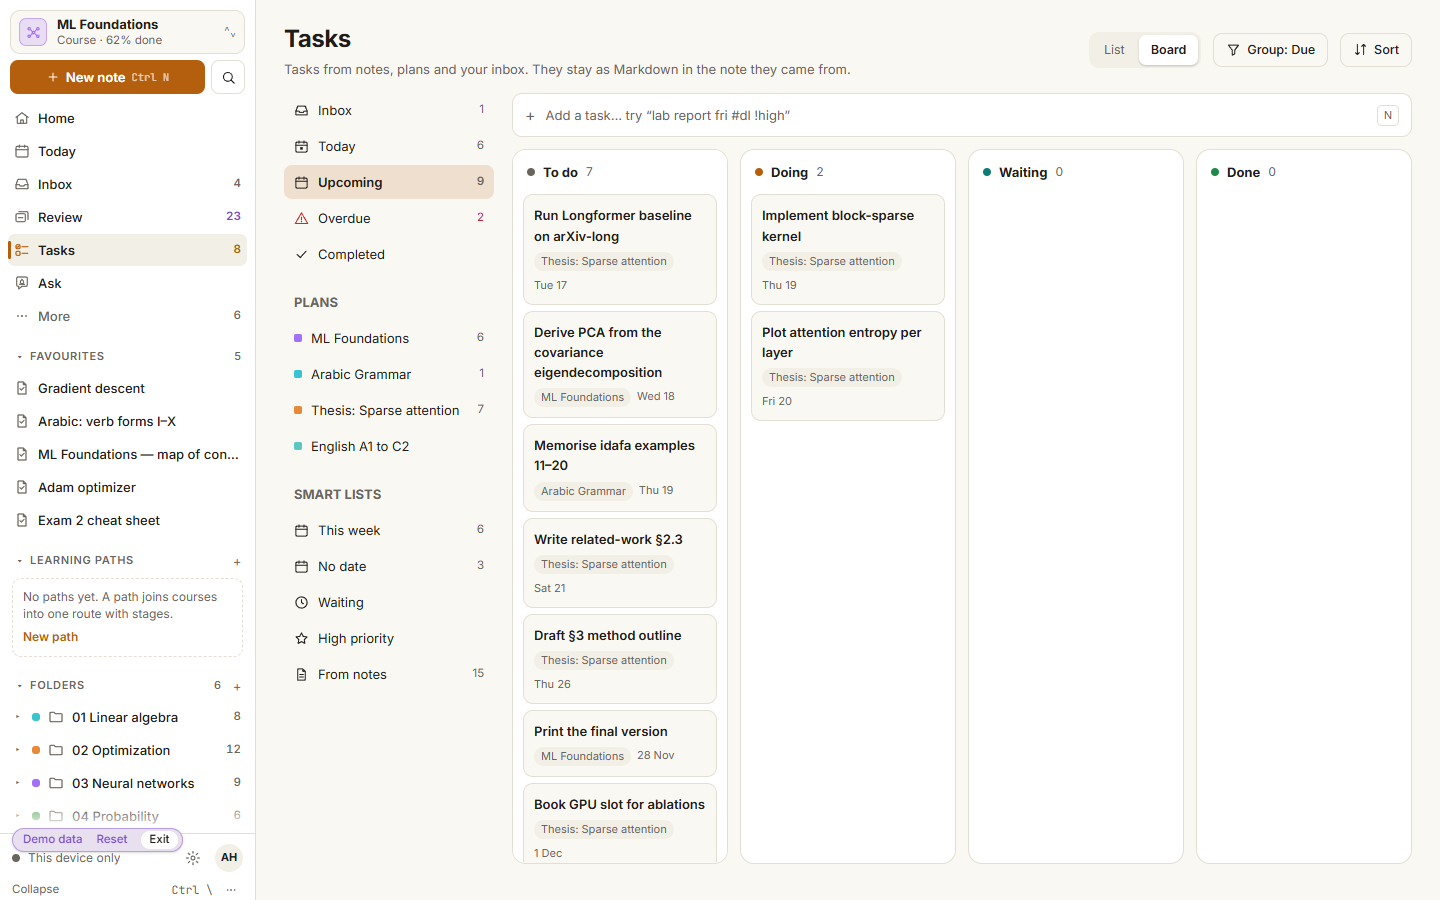 ML Foundations
Course · 62% done
+ New note Ctrl N
Home
Today
Inbox 4
Review 23
Tasks 8
Ask
More 6
FAVOURITES 5
Gradient descent
Arabic: verb forms I–X
ML Foundations — map of con...
Adam optimizer
Exam 2 cheat sheet
LEARNING PATHS +
No paths yet. A path joins courses
into one route with stages.
New path
FOLDERS 6 +
01 Linear algebra 8
02 Optimization 12
03 Neural networks 9
04 Probability 6
Demo data Reset Exit
This device only AH
Collapse Ctrl \ ...
Tasks
Tasks from notes, plans and your inbox. They stay as Markdown in the note they came from.
List Board Group: Due Sort
Inbox 1
Today 6
Upcoming 9
Overdue 2
Completed
PLANS
ML Foundations 6
Arabic Grammar 1
Thesis: Sparse attention 7
English A1 to C2
SMART LISTS
This week 6
No date 3
Waiting
High priority
From notes 15
+ Add a task... try “lab report fri #dl !high” N
To do 7
Run Longformer baseline
on arXiv-long
Thesis: Sparse attention
Tue 17
Derive PCA from the
covariance
eigendecomposition
ML Foundations Wed 18
Memorise idafa examples
11–20
Arabic Grammar Thu 19
Write related-work §2.3
Thesis: Sparse attention
Sat 21
Draft §3 method outline
Thesis: Sparse attention
Thu 26
Print the final version
ML Foundations 28 Nov
Book GPU slot for ablations
Thesis: Sparse attention
1 Dec
Doing 2
Implement block-sparse
kernel
Thesis: Sparse attention
Thu 19
Plot attention entropy per
layer
Thesis: Sparse attention
Fri 20
Waiting 0
Done 0